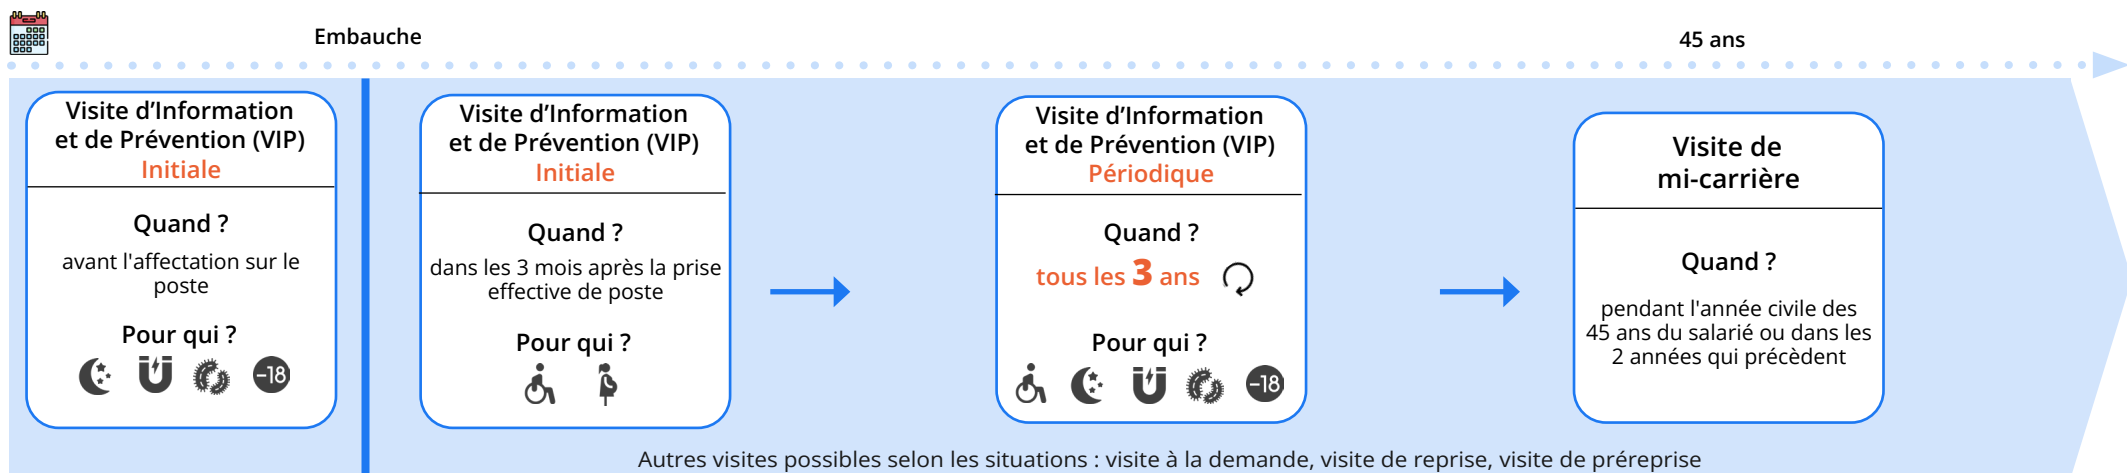 Embauche
45 ans
Visite d'Information
et de Prévention (VIP)
Initiale
Quand ?
avant l'affectation sur le
poste
Pour qui ?
-18
Visite d'Information
et de Prévention (VIP)
Initiale
Quand ?
dans les 3 mois après la prise
effective de poste
Pour qui ?
Visite d'Information
et de Prévention (VIP)
Périodique
Quand ?
tous les 3 ans
Pour qui ?
-18
Visite de
mi-carrière
Quand ?
pendant l'année civile des
45 ans du salarié ou dans les
2 années qui précèdent
Autres visites possibles selon les situations : visite à la demande, visite de reprise, visite de préreprise